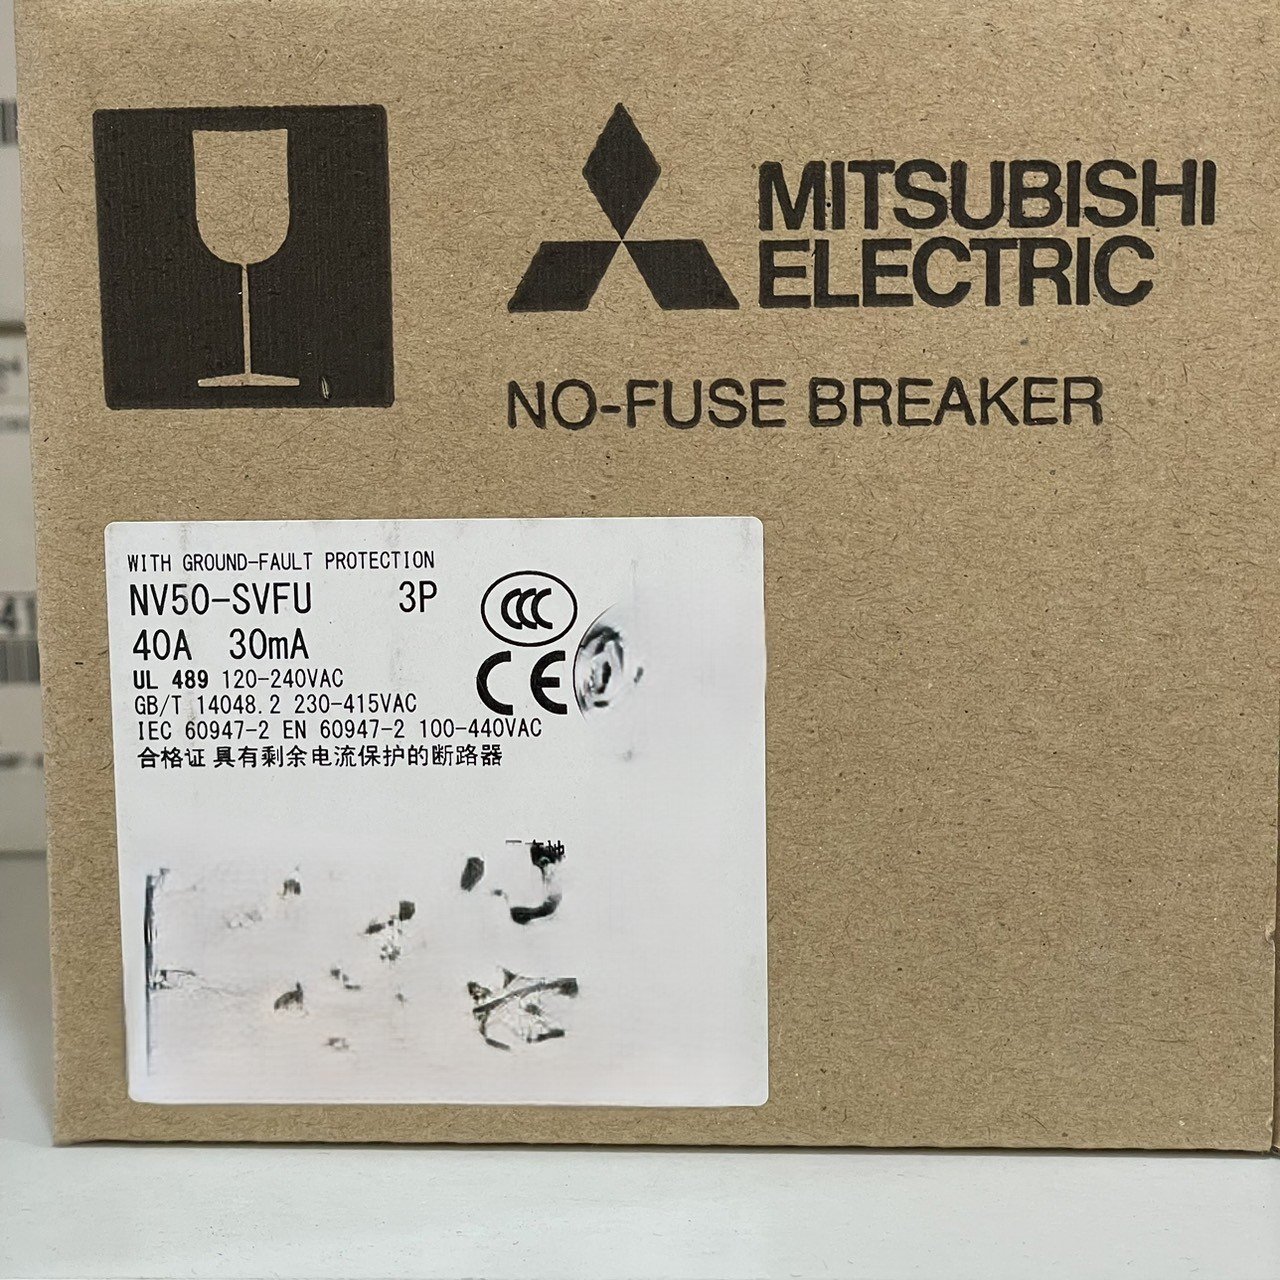 MITSUBISHI
ELECTRIC
NO-FUSE BREAKER
WITH GROUND-FAULT PROTECTION
NV50-SVFU 3P
40A 30mA
UL 489 120-240VAC
GB/T 14048.2 230-415VAC
IEC 60947-2 EN 60947-2 100-440VAC
合格证 具有剩余电流保护的断路器
CCC
CE